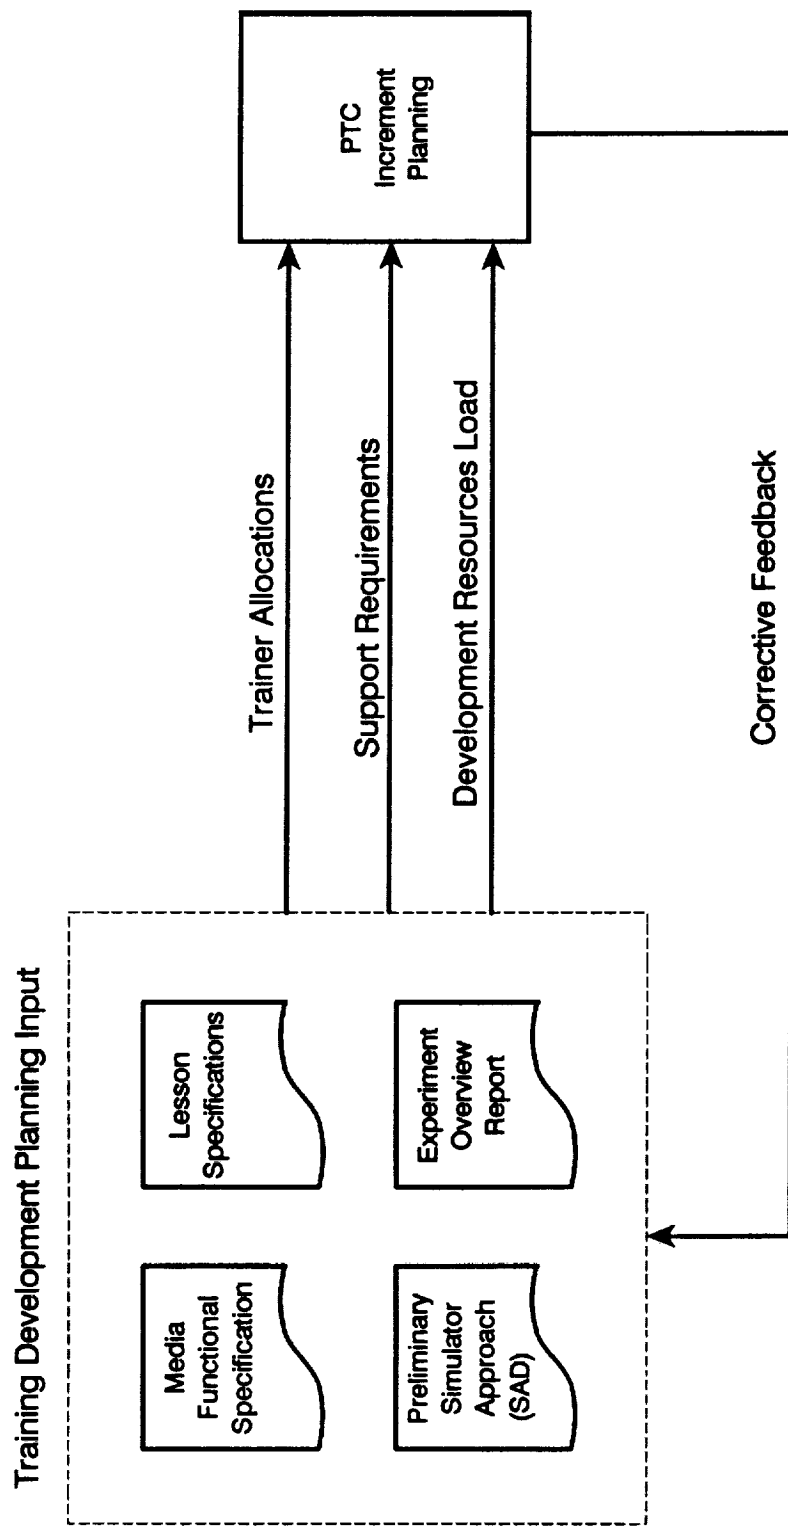 Training Development Planning Input
Media
Functional
Specification
Lesson
Specifications
Preliminary
Simulator
Approach
(SAD)
Experiment
Overview
Report
Trainer Allocations
Support Requirements
Development Resources Load
PTC
Increment
Planning
Corrective Feedback